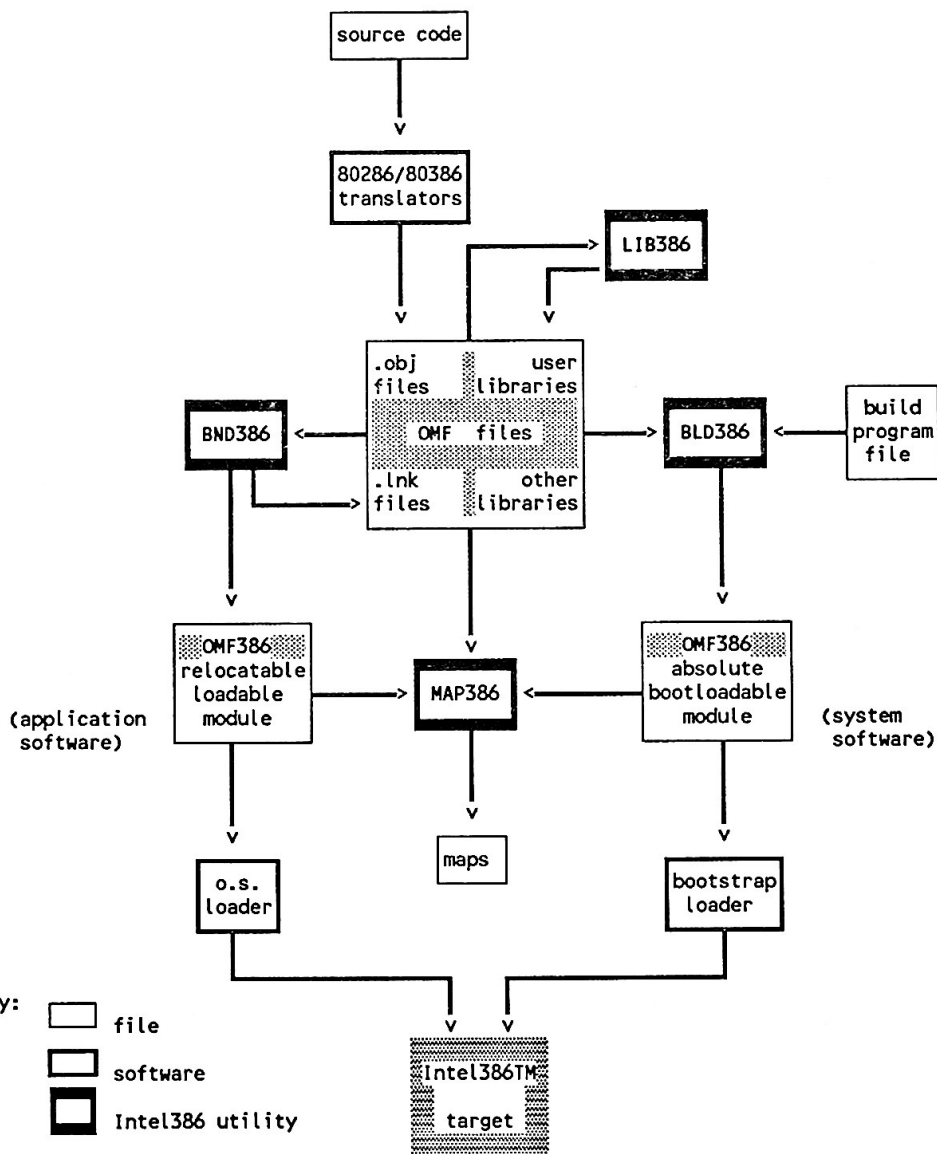 source code
80286/80386
translators
LIB386
.obj
files
user
libraries
OMF files
.lnk
files
other
libraries
BND386
BLD386
build
program
file
OMF386
relocatable
loadable
module
(application
software)
MAP386
OMF386
absolute
bootloadable
module
(system
software)
maps
o.s.
loader
bootstrap
loader
y:
file
software
Intel386 utility
Intel386TM
target